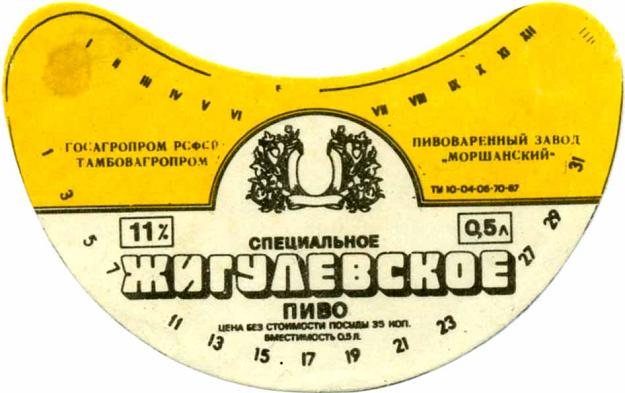 I II III IV V VI VII VIII IX X XI XII
ГОСАГРОПРОМ РСФСР
ТАМБОВАГРОПРОМ
ПИВОВАРЕННЫЙ ЗАВОД
„МОРШАНСКИЙ"
ТУ 10-04-06-70-87
11% 0,5л
СПЕЦИАЛЬНОЕ
ЖИГУЛЕВСКОЕ
ПИВО
ЦЕНА БЕЗ СТОИМОСТИ ПОСУДЫ 35 КОП.
ВМЕСТИМОСТЬ 0,5 Л.
1 3 5 7 11 13 15 17 19 21 23 27 29 31